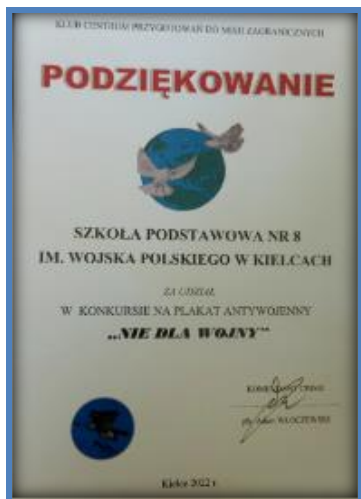 KLUB CENTRUM PRZYGOTOWAŃ DO MISJI ZAGRANICZNYCH
PODZIĘKOWANIE
SZKOŁA PODSTAWOWA NR 8
IM. WOJSKA POLSKIEGO W KIELCACH
ZA UDZIAŁ
W KONKURSIE NA PLAKAT ANTYWOJENNY
„NIE DLA WOJNY”
KOMENDANT
Kielce 2022 r.